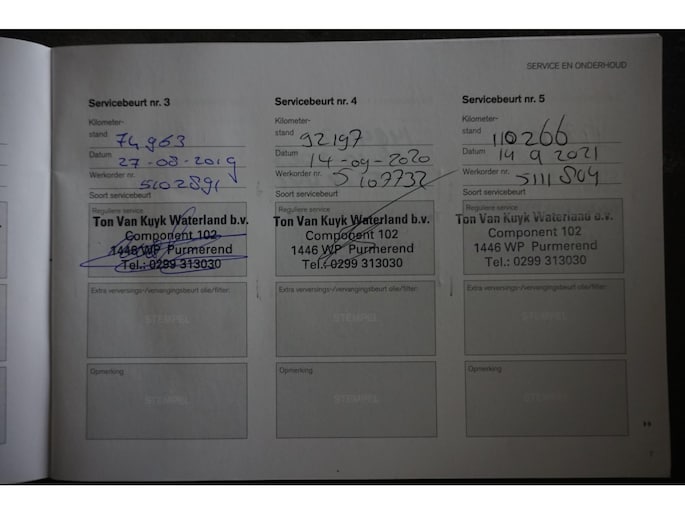 SERVICE EN ONDERHOUD
Servicebeurt nr. 3
Kilometer-
stand 74963
Datum 27-08-2019
Werkorder nr. 5102891
Soort servicebeurt
Reguliere service
Ton Van Kuyk Waterland b.v.
Component 102
1446 WP Purmerend
Tel.: 0299 313030
Extra verversings-/vervangingsbeurt olie/filter:
STEMPEL
Opmerking
STEMPEL
Servicebeurt nr. 4
Kilometer-
stand 92197
Datum 14-09-2020
Werkorder nr. 5107732
Soort servicebeurt
Reguliere service
Ton Van Kuyk Waterland b.v.
Component 102
1446 WP Purmerend
Tel.: 0299 313030
Extra verversings-/vervangingsbeurt olie/filter:
STEMPEL
Opmerking
STEMPEL
Servicebeurt nr. 5
Kilometer-
stand 110266
Datum 14 9 2021
Werkorder nr. 5111804
Soort servicebeurt
Reguliere service
Ton Van Kuyk Waterland b.v.
Component 102
1446 WP Purmerend
Tel.: 0299 313030
Extra verversings-/vervangingsbeurt olie/filter:
STEMPEL
Opmerking
STEMPEL
7